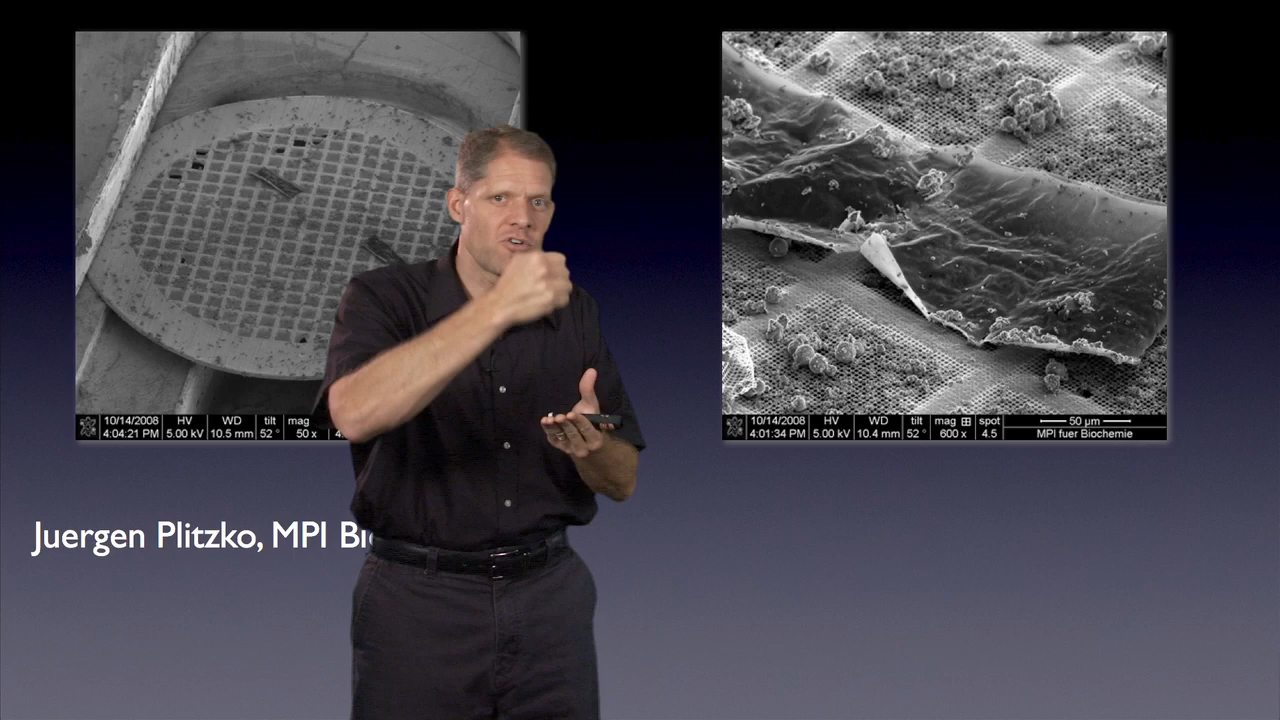 10/14/2008 HV WD tilt mag
4:04:21 PM 5.00 kV 10.5 mm 52 ° 50 x
10/14/2008 HV WD tilt mag spot 50 µm
4:01:34 PM 5.00 kV 10.4 mm 52 ° 600 x 4.5 MPI fuer Biochemie
Juergen Plitzko, MPI